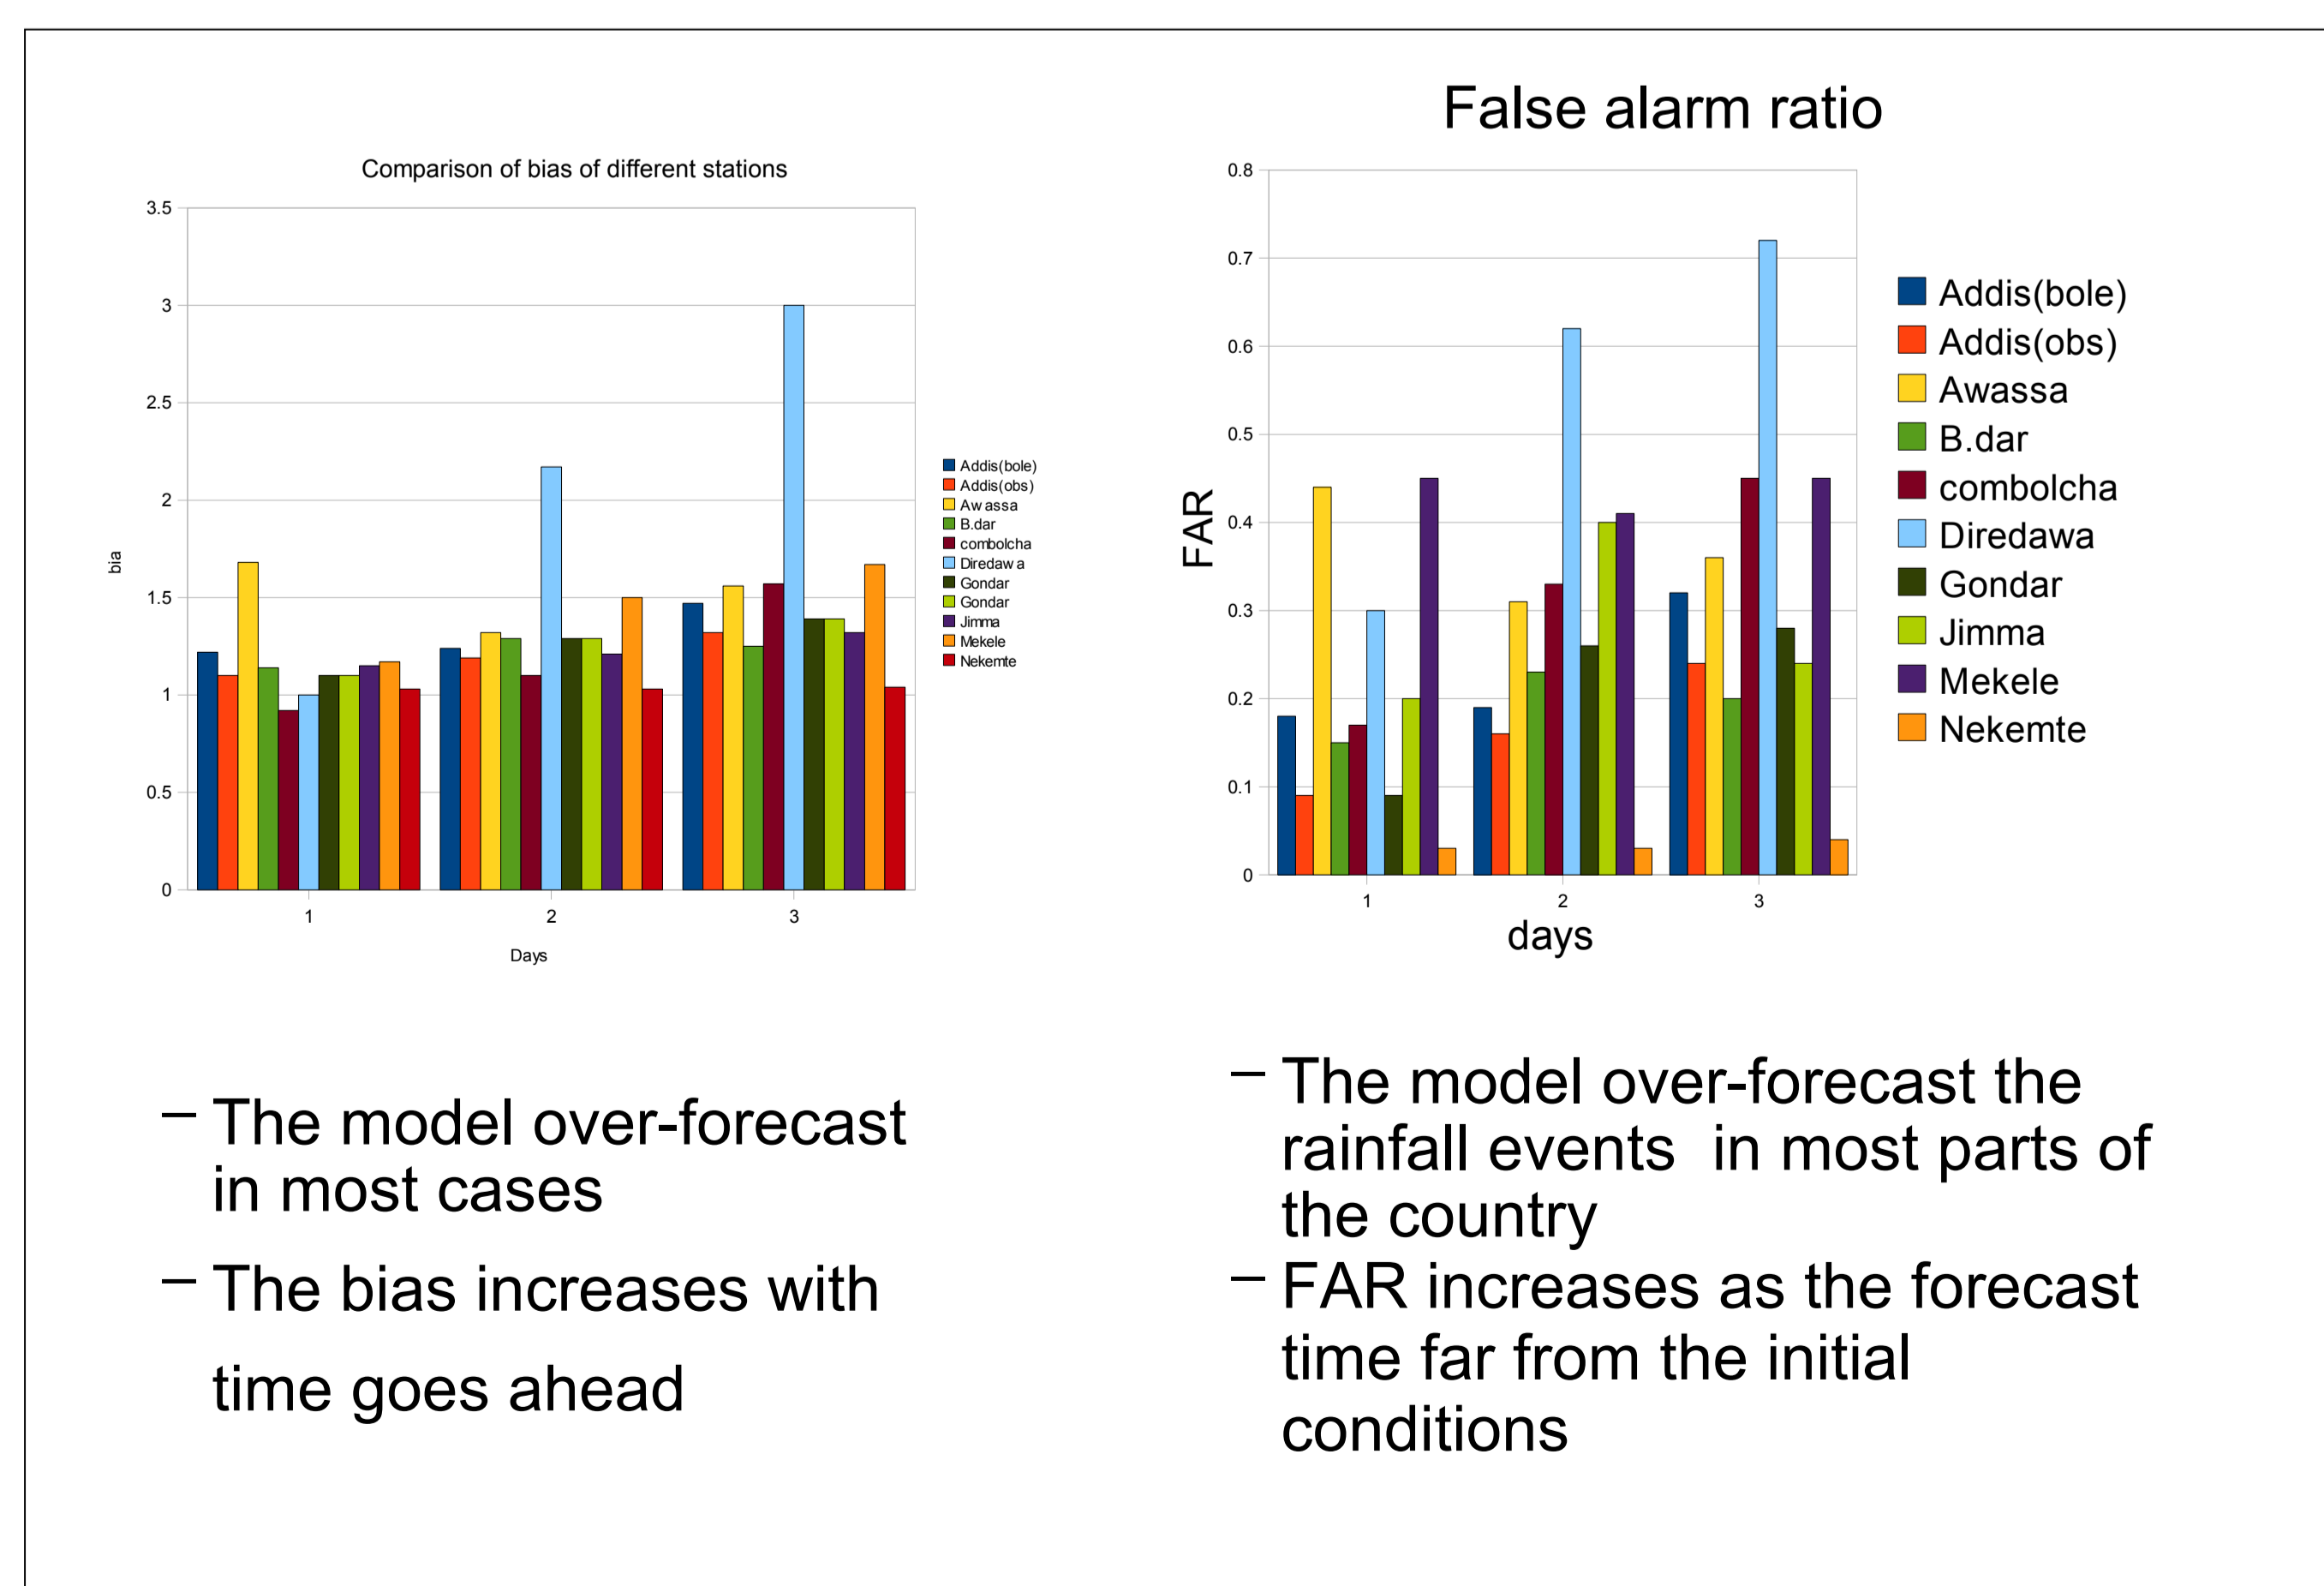 Comparison of bias of different stations
3.5
3
2.5
2
1.5
1
0.5
0
bia
1 2 3
Days
Addis(bole)
Addis(obs)
Aw assa
B.dar
combolcha
Diredaw a
Gondar
Gondar
Jimma
Mekele
Nekemte
– The model over-forecast
in most cases
– The bias increases with
time goes ahead
False alarm ratio
0.8
0.7
0.6
0.5
0.4
0.3
0.2
0.1
0
FAR
1 2 3
days
Addis(bole)
Addis(obs)
Awassa
B.dar
combolcha
Diredawa
Gondar
Jimma
Mekele
Nekemte
– The model over-forecast the
rainfall events in most parts of
the country
– FAR increases as the forecast
time far from the initial
conditions